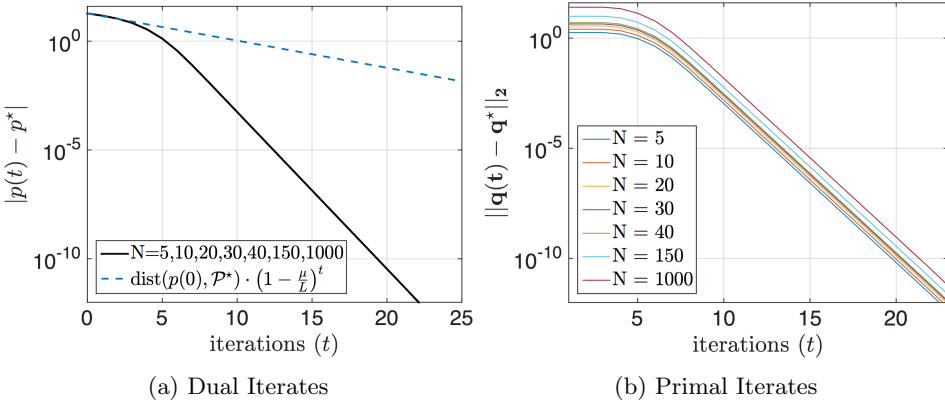 10^0
10^-5
10^-10
0 5 10 15 20 25
|p(t) − p*|
iterations (t)
N=5,10,20,30,40,150,1000
dist(p(0), 𝒫*) · (1 − μ/L)^t
(a) Dual Iterates
10^0
10^-5
10^-10
5 10 15 20
||q(t) − q*||_2
iterations (t)
N = 5
N = 10
N = 20
N = 30
N = 40
N = 150
N = 1000
(b) Primal Iterates